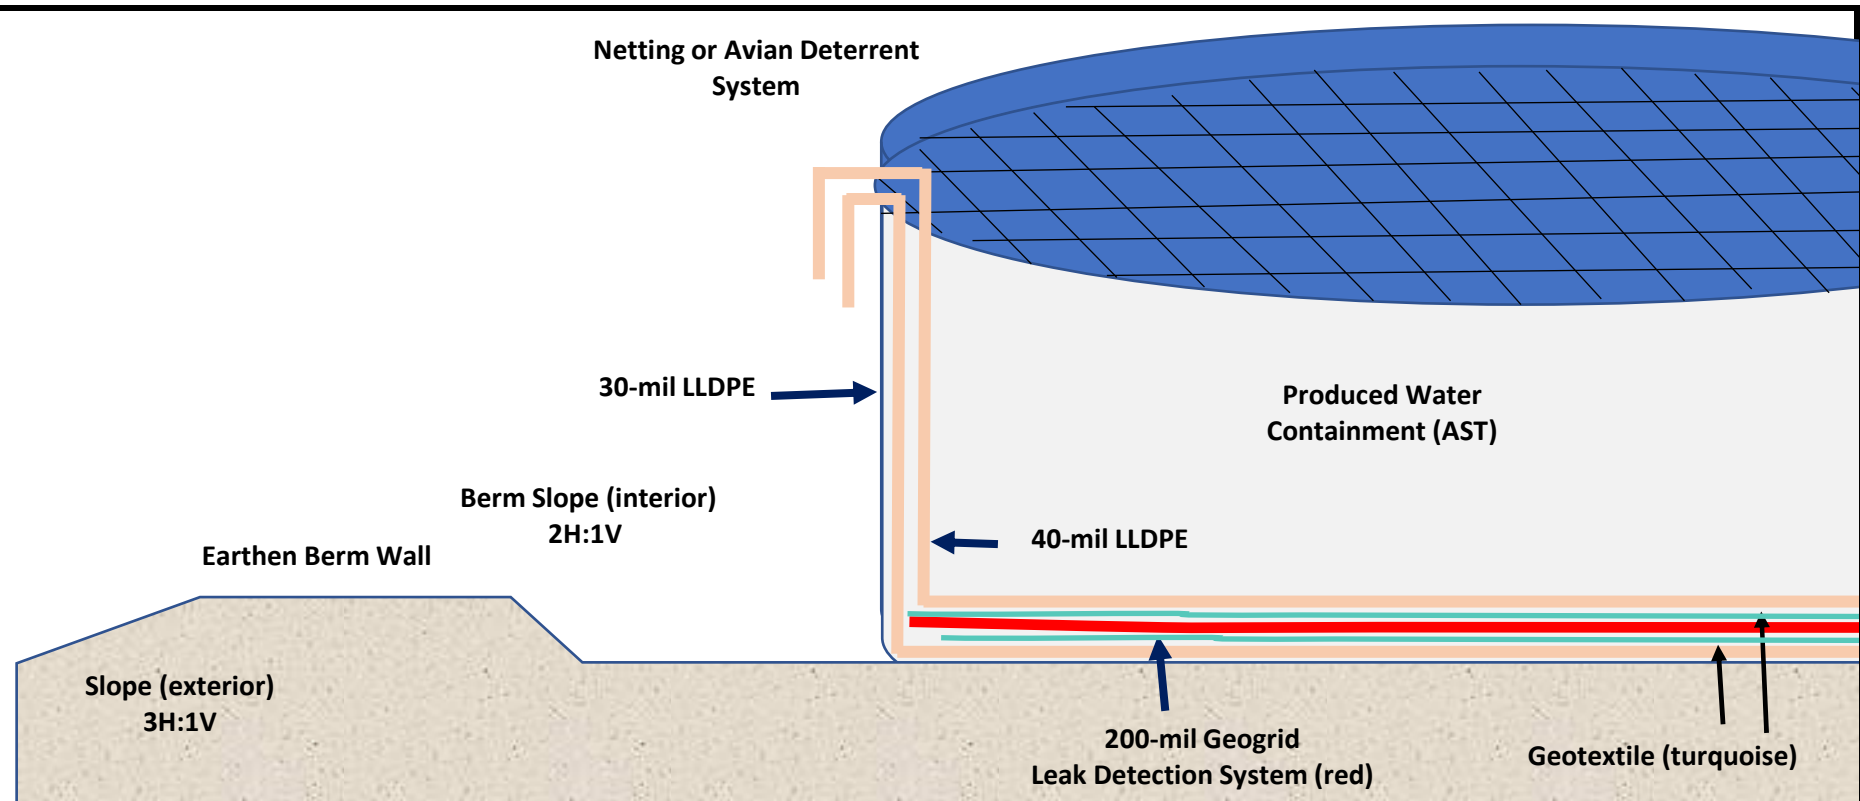 Netting or Avian Deterrent
System
30-mil LLDPE
Produced Water
Containment (AST)
Berm Slope (interior)
2H:1V
40-mil LLDPE
Earthen Berm Wall
Slope (exterior)
3H:1V
200-mil Geogrid
Leak Detection System (red)
Geotextile (turquoise)